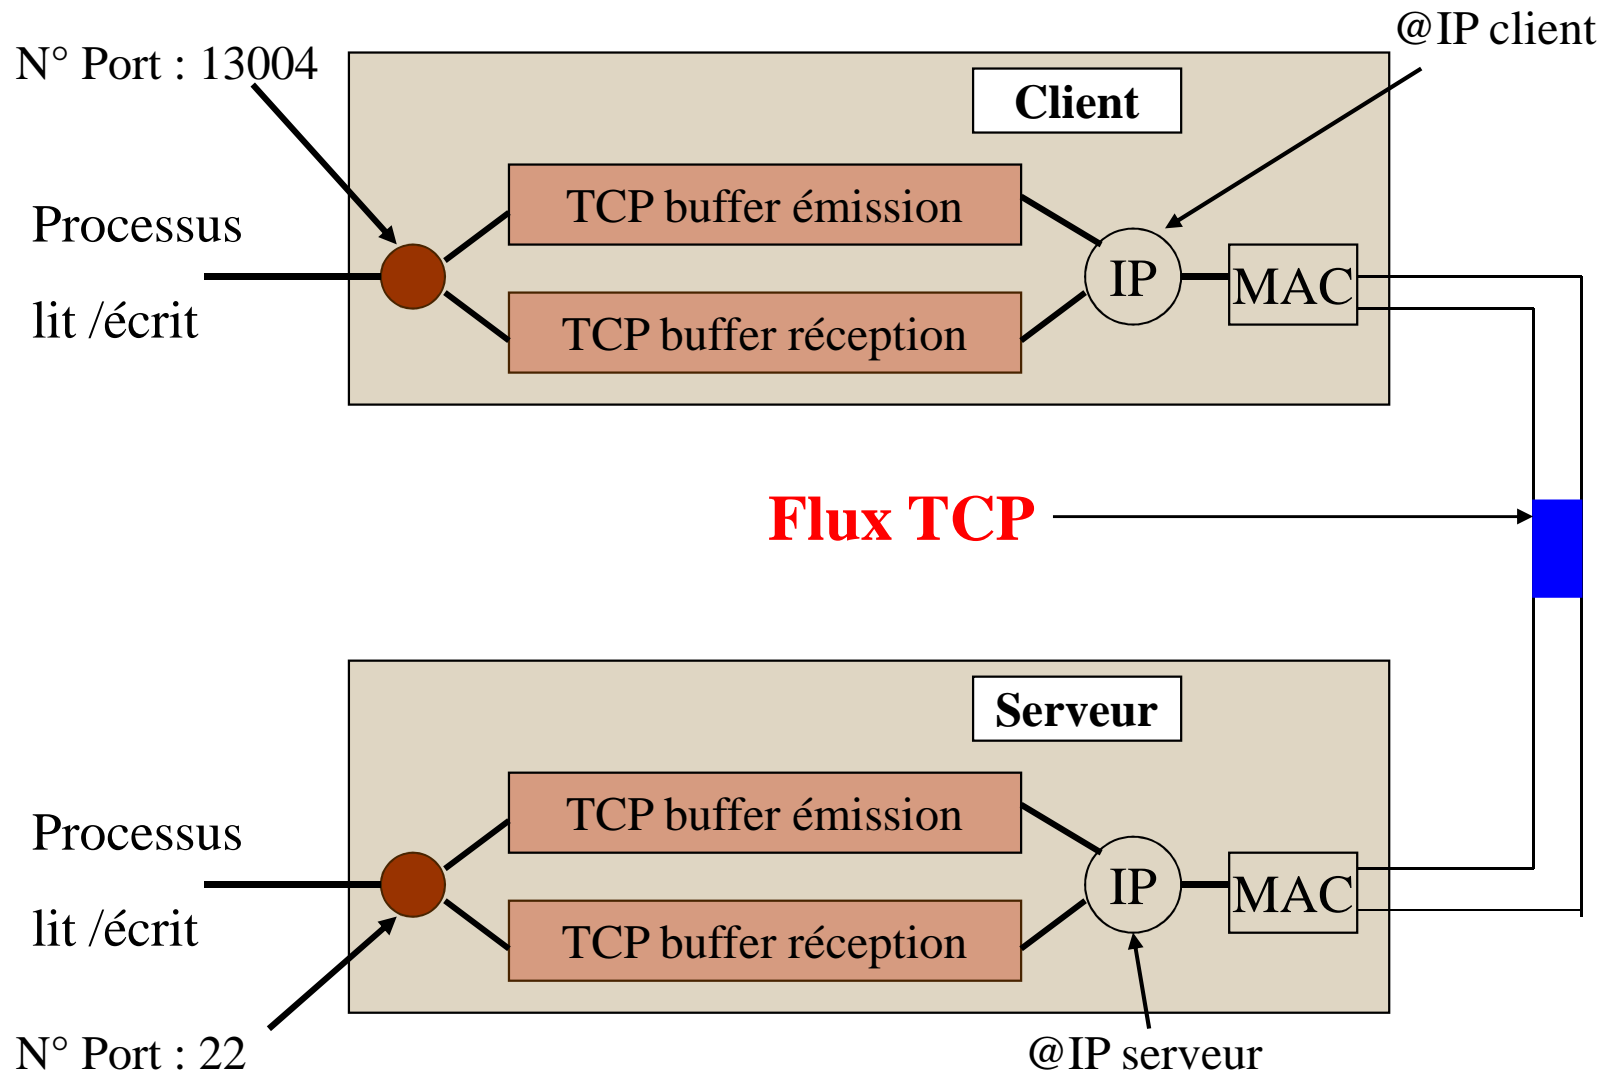 @IP client
N° Port : 13004
Client
TCP buffer émission
Processus
lit /écrit
IP
MAC
TCP buffer réception
Flux TCP
Serveur
TCP buffer émission
Processus
lit /écrit
IP
MAC
TCP buffer réception
N° Port : 22
@IP serveur